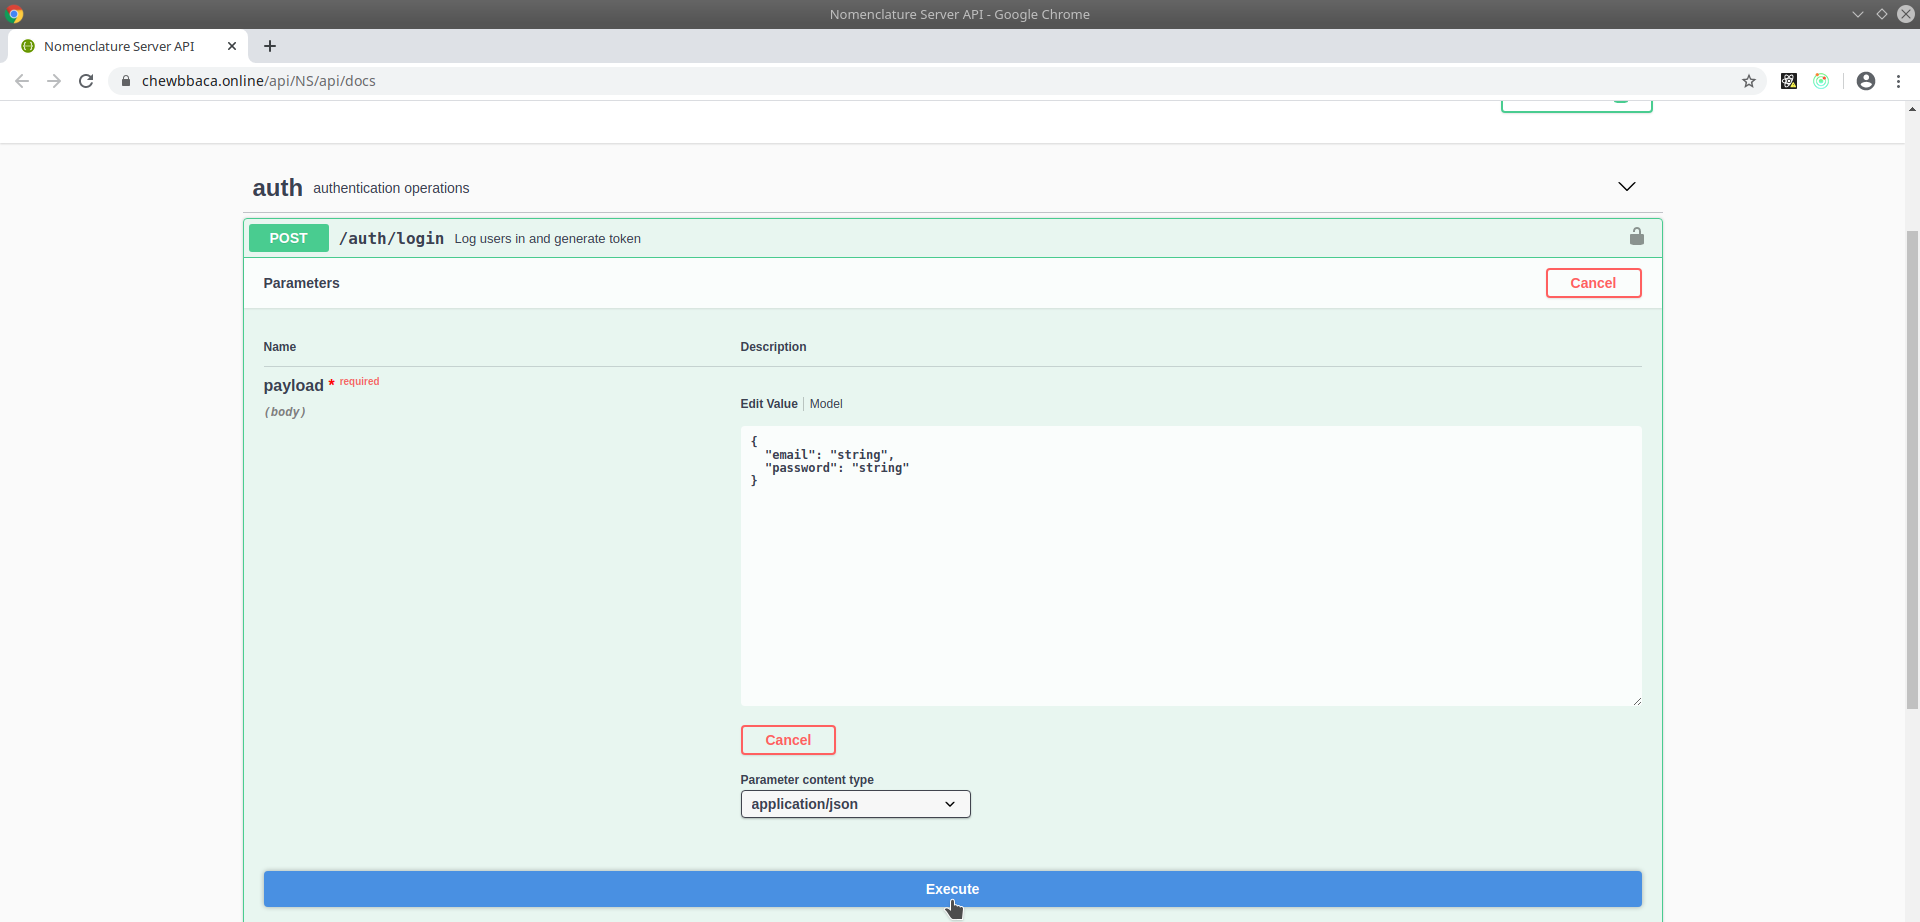 Nomenclature Server API - Google Chrome
Nomenclature Server API
chewbbaca.online/api/NS/api/docs
auth authentication operations
POST /auth/login Log users in and generate token
Parameters Cancel
Name Description
payload * required
(body)
Edit Value Model
{
"email": "string",
"password": "string"
}
Cancel
Parameter content type
application/json
Execute